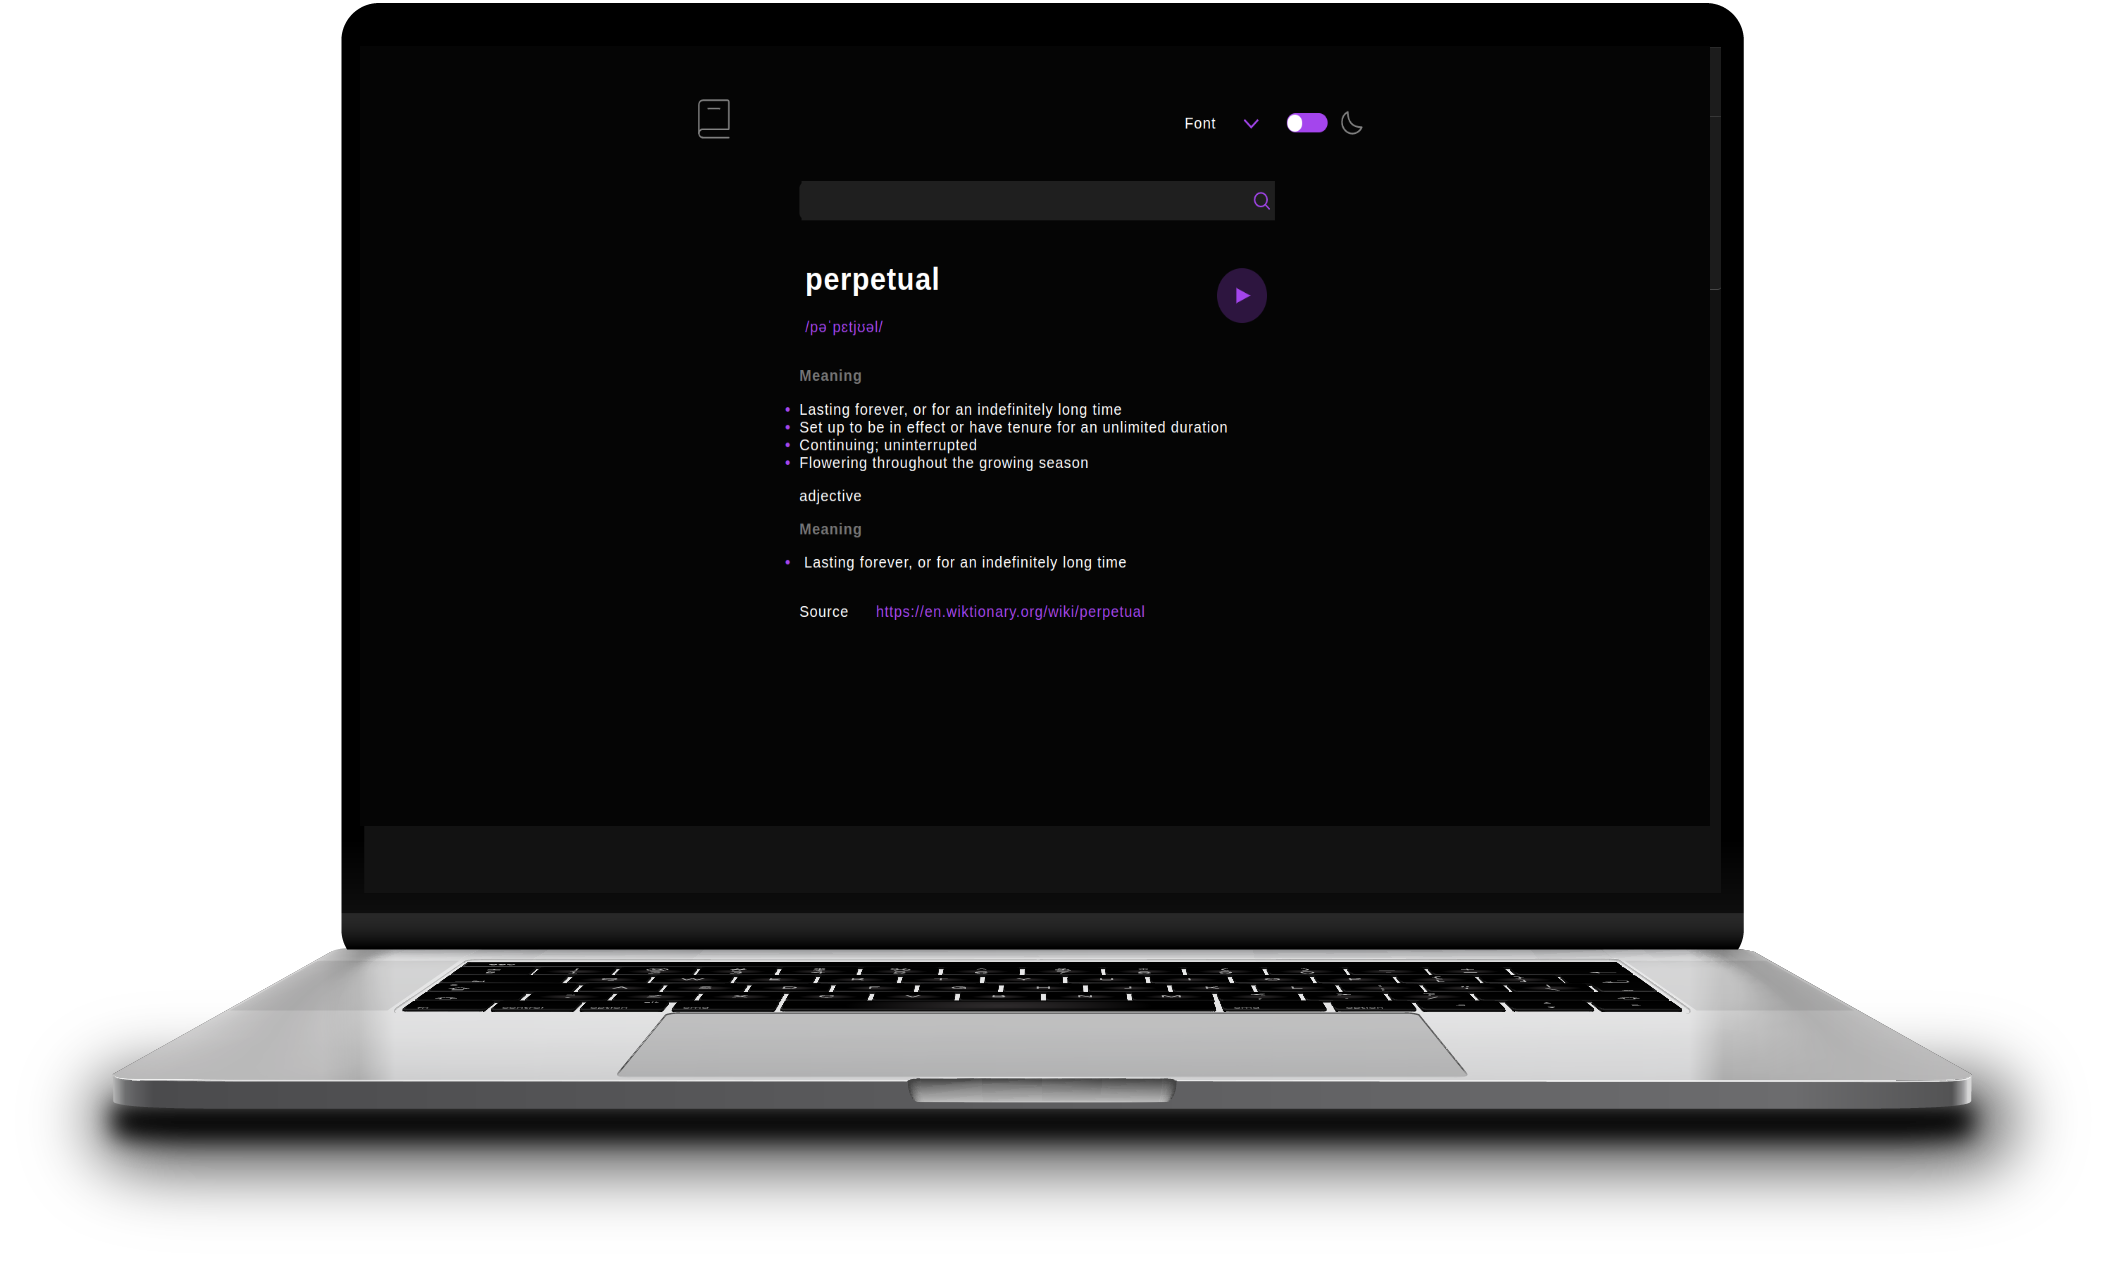 Font
perpetual
/pəˈpɛtjʊəl/
Meaning
Lasting forever, or for an indefinitely long time
Set up to be in effect or have tenure for an unlimited duration
Continuing; uninterrupted
Flowering throughout the growing season
adjective
Meaning
Lasting forever, or for an indefinitely long time
Source https://en.wiktionary.org/wiki/perpetual